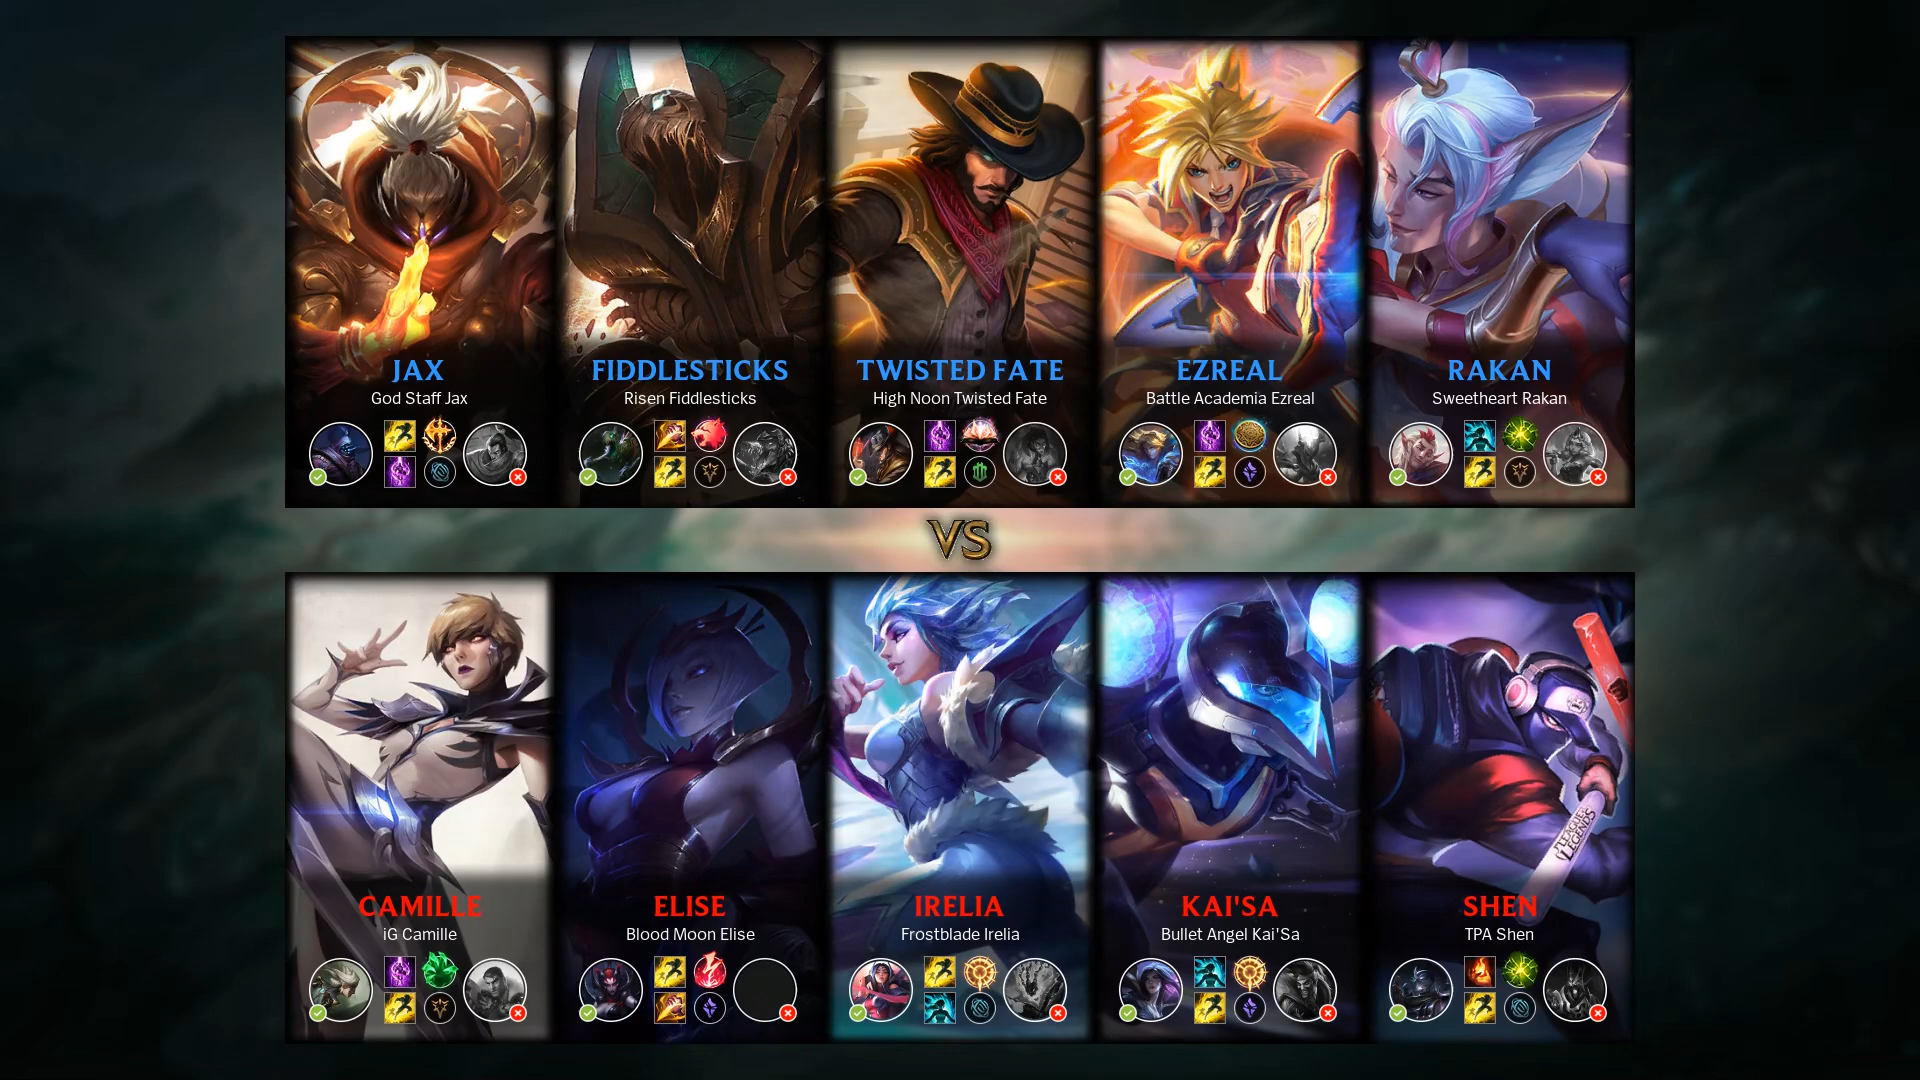 JAX
God Staff Jax
FIDDLESTICKS
Risen Fiddlesticks
TWISTED FATE
High Noon Twisted Fate
EZREAL
Battle Academia Ezreal
RAKAN
Sweetheart Rakan
VS
CAMILLE
iG Camille
ELISE
Blood Moon Elise
IRELIA
Frostblade Irelia
KAI'SA
Bullet Angel Kai'Sa
LEAGUE
LEGENDS
SHEN
TPA Shen